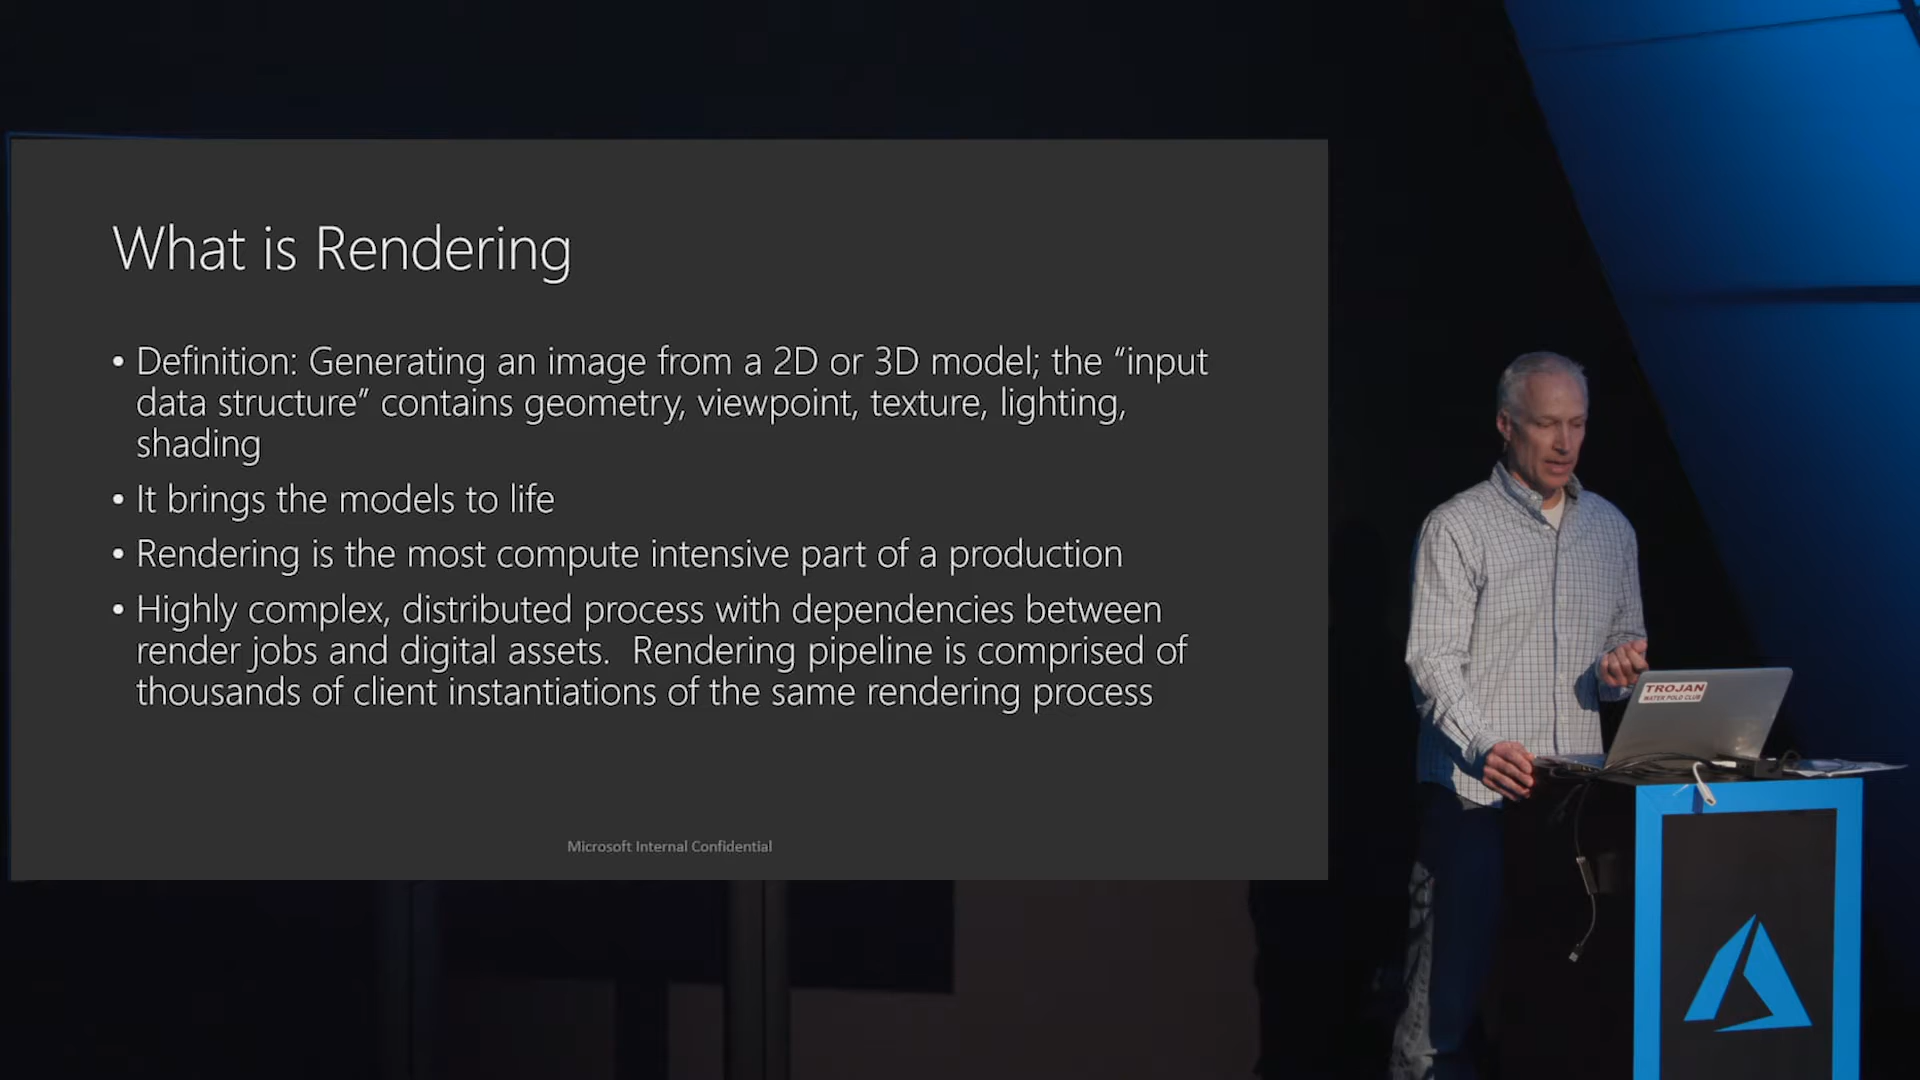 What is Rendering
• Definition: Generating an image from a 2D or 3D model; the “input
data structure” contains geometry, viewpoint, texture, lighting,
shading
• It brings the models to life
• Rendering is the most compute intensive part of a production
• Highly complex, distributed process with dependencies between
render jobs and digital assets.  Rendering pipeline is comprised of
thousands of client instantiations of the same rendering process
Microsoft Internal Confidential
TROJAN
WATER POLO CLUB